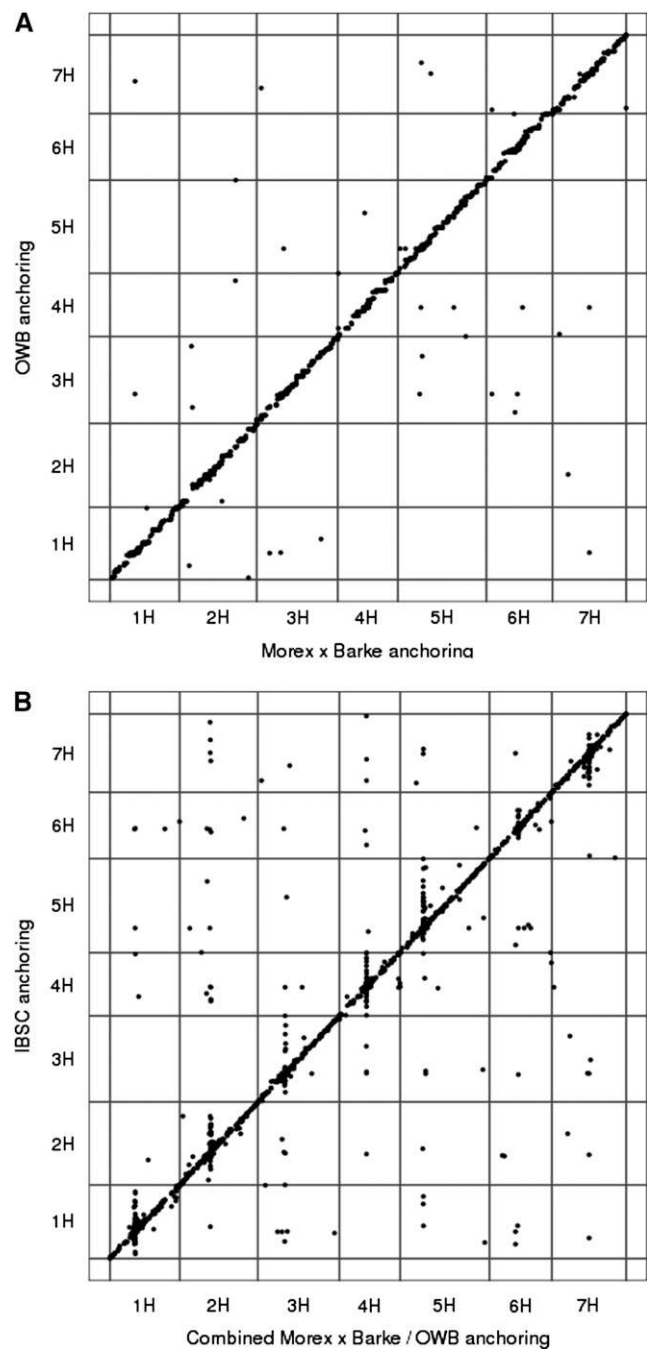 A
7H
6H
5H
4H
3H
2H
1H
OWB anchoring
1H 2H 3H 4H 5H 6H 7H
Morex x Barke anchoring
B
7H
6H
5H
4H
3H
2H
1H
IBSC anchoring
1H 2H 3H 4H 5H 6H 7H
Combined Morex x Barke / OWB anchoring